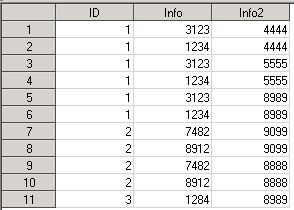 ID Info Info2
1 1 3123 4444
2 1 1234 4444
3 1 3123 5555
4 1 1234 5555
5 1 3123 8989
6 1 1234 8989
7 2 7482 9099
8 2 8912 9099
9 2 7482 8888
10 2 8912 8888
11 3 1284 8989